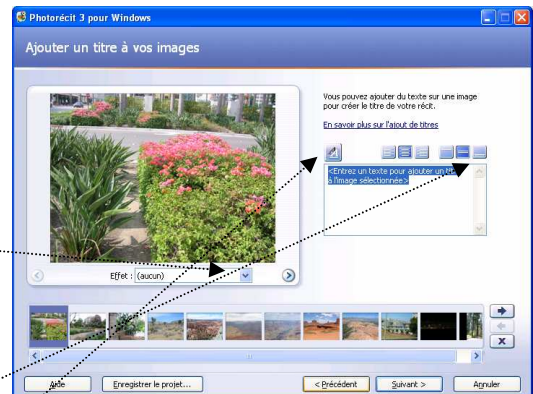 Photorécit 3 pour Windows
Ajouter un titre à vos images
Vous pouvez ajouter du texte sur une image
pour créer le titre de votre récit.
En savoir plus sur l'ajout de titres
<Entrez un texte pour ajouter un
à l'image sélectionnée>
Effet : (aucun)
Aide
Enregistrer le projet...
< Précédent
Suivant >
Annuler